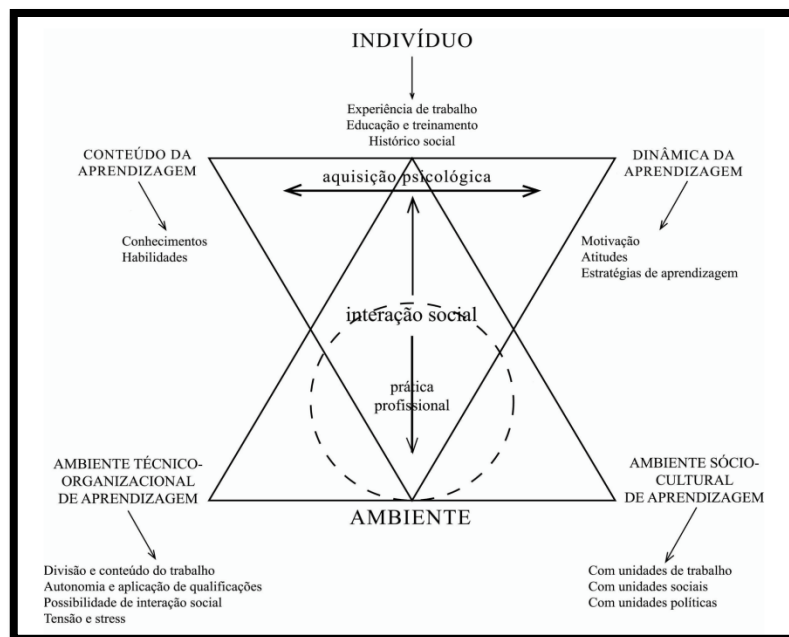 INDIVÍDUO
Experiência de trabalho
Educação e treinamento
Histórico social
CONTEÚDO DA
APRENDIZAGEM
DINÂMICA DA
APRENDIZAGEM
aquisição psicológica
Conhecimentos
Habilidades
Motivação
Atitudes
Estratégias de aprendizagem
interação social
prática
profissional
AMBIENTE TÉCNICO-
ORGANIZACIONAL
DE APRENDIZAGEM
AMBIENTE SÓCIO-
CULTURAL
DE APRENDIZAGEM
AMBIENTE
Divisão e conteúdo do trabalho
Autonomia e aplicação de qualificações
Possibilidade de interação social
Tensão e stress
Com unidades de trabalho
Com unidades sociais
Com unidades políticas